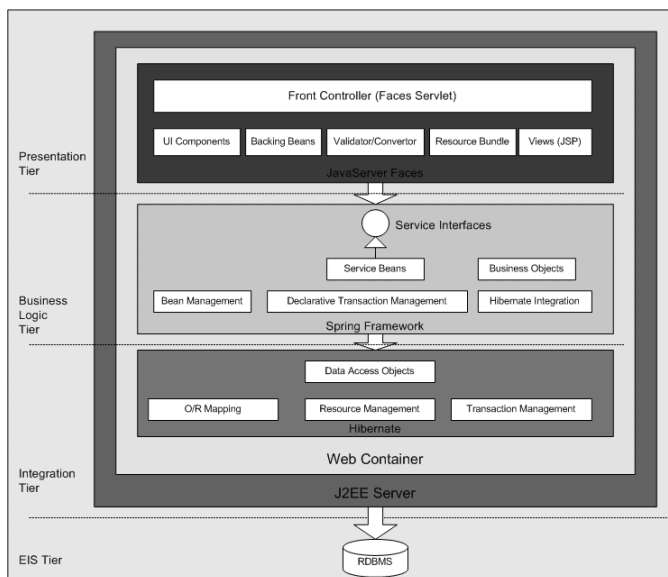 Front Controller (Faces Servlet)
UI Components
Backing Beans
Validator/Convertor
Resource Bundle
Views (JSP)
JavaServer Faces
Presentation
Tier
Service Interfaces
Service Beans
Business Objects
Bean Management
Declarative Transaction Management
Hibernate Integration
Spring Framework
Business
Logic
Tier
Data Access Objects
O/R Mapping
Resource Management
Transaction Management
Hibernate
Web Container
Integration
Tier
J2EE Server
RDBMS
EIS Tier